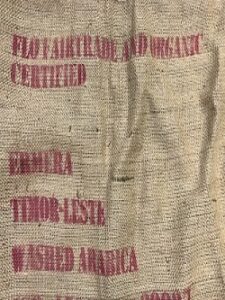 FLO FAIRTRADE AND ORGANIC
CERTIFIED
ERMERA
TIMOR-LESTE
WASHED ARABICA